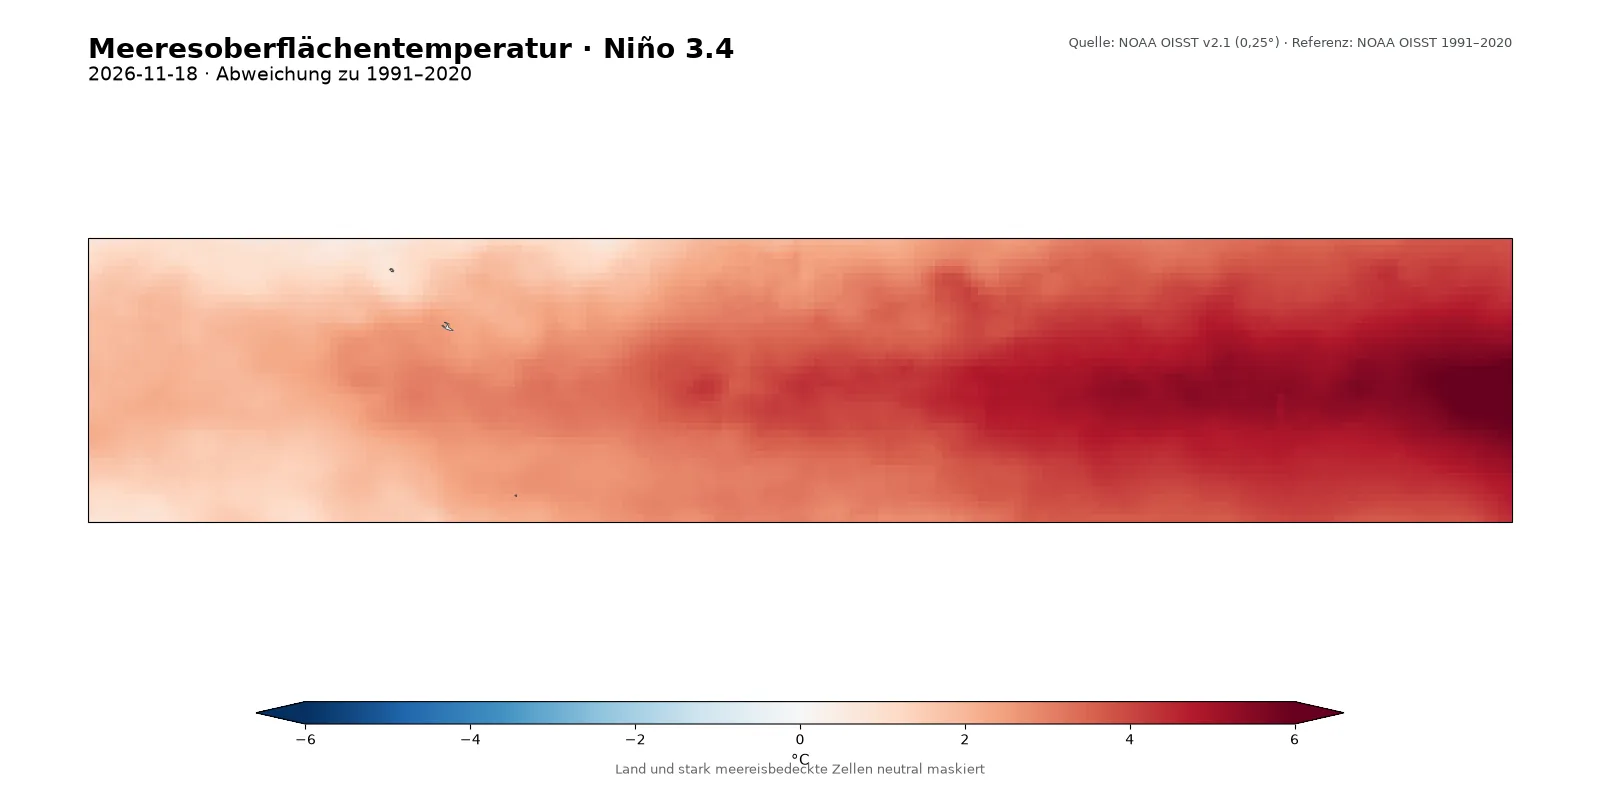 Meeresoberflächentemperatur · Niño 3.4
2026-11-18 · Abweichung zu 1991–2020
Quelle: NOAA OISST v2.1 (0,25°) · Referenz: NOAA OISST 1991–2020
−6 −4 −2 0 2 4 6
°C
Land und stark meereisbedeckte Zellen neutral maskiert